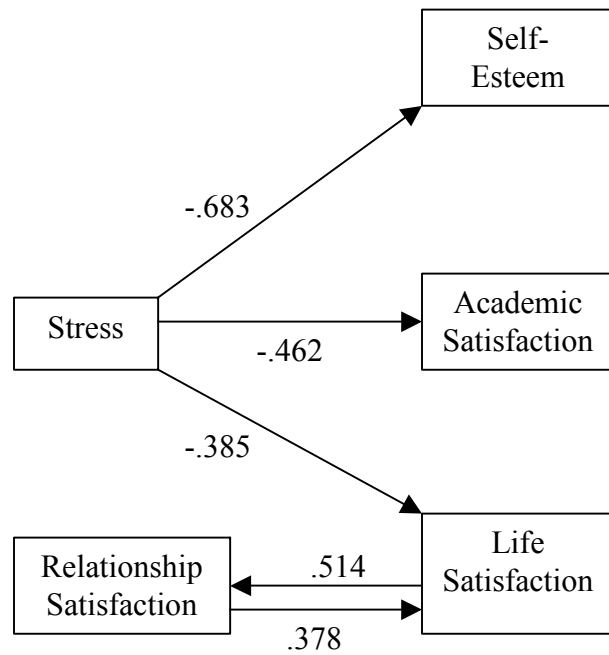 Self-
Esteem
-.683
Stress
Academic
Satisfaction
-.462
-.385
Relationship
Satisfaction
.514
.378
Life
Satisfaction